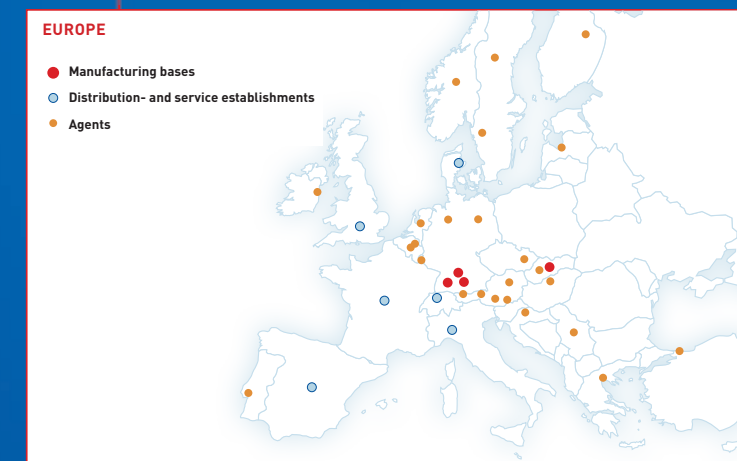 EUROPE
Manufacturing bases
Distribution- and service establishments
Agents